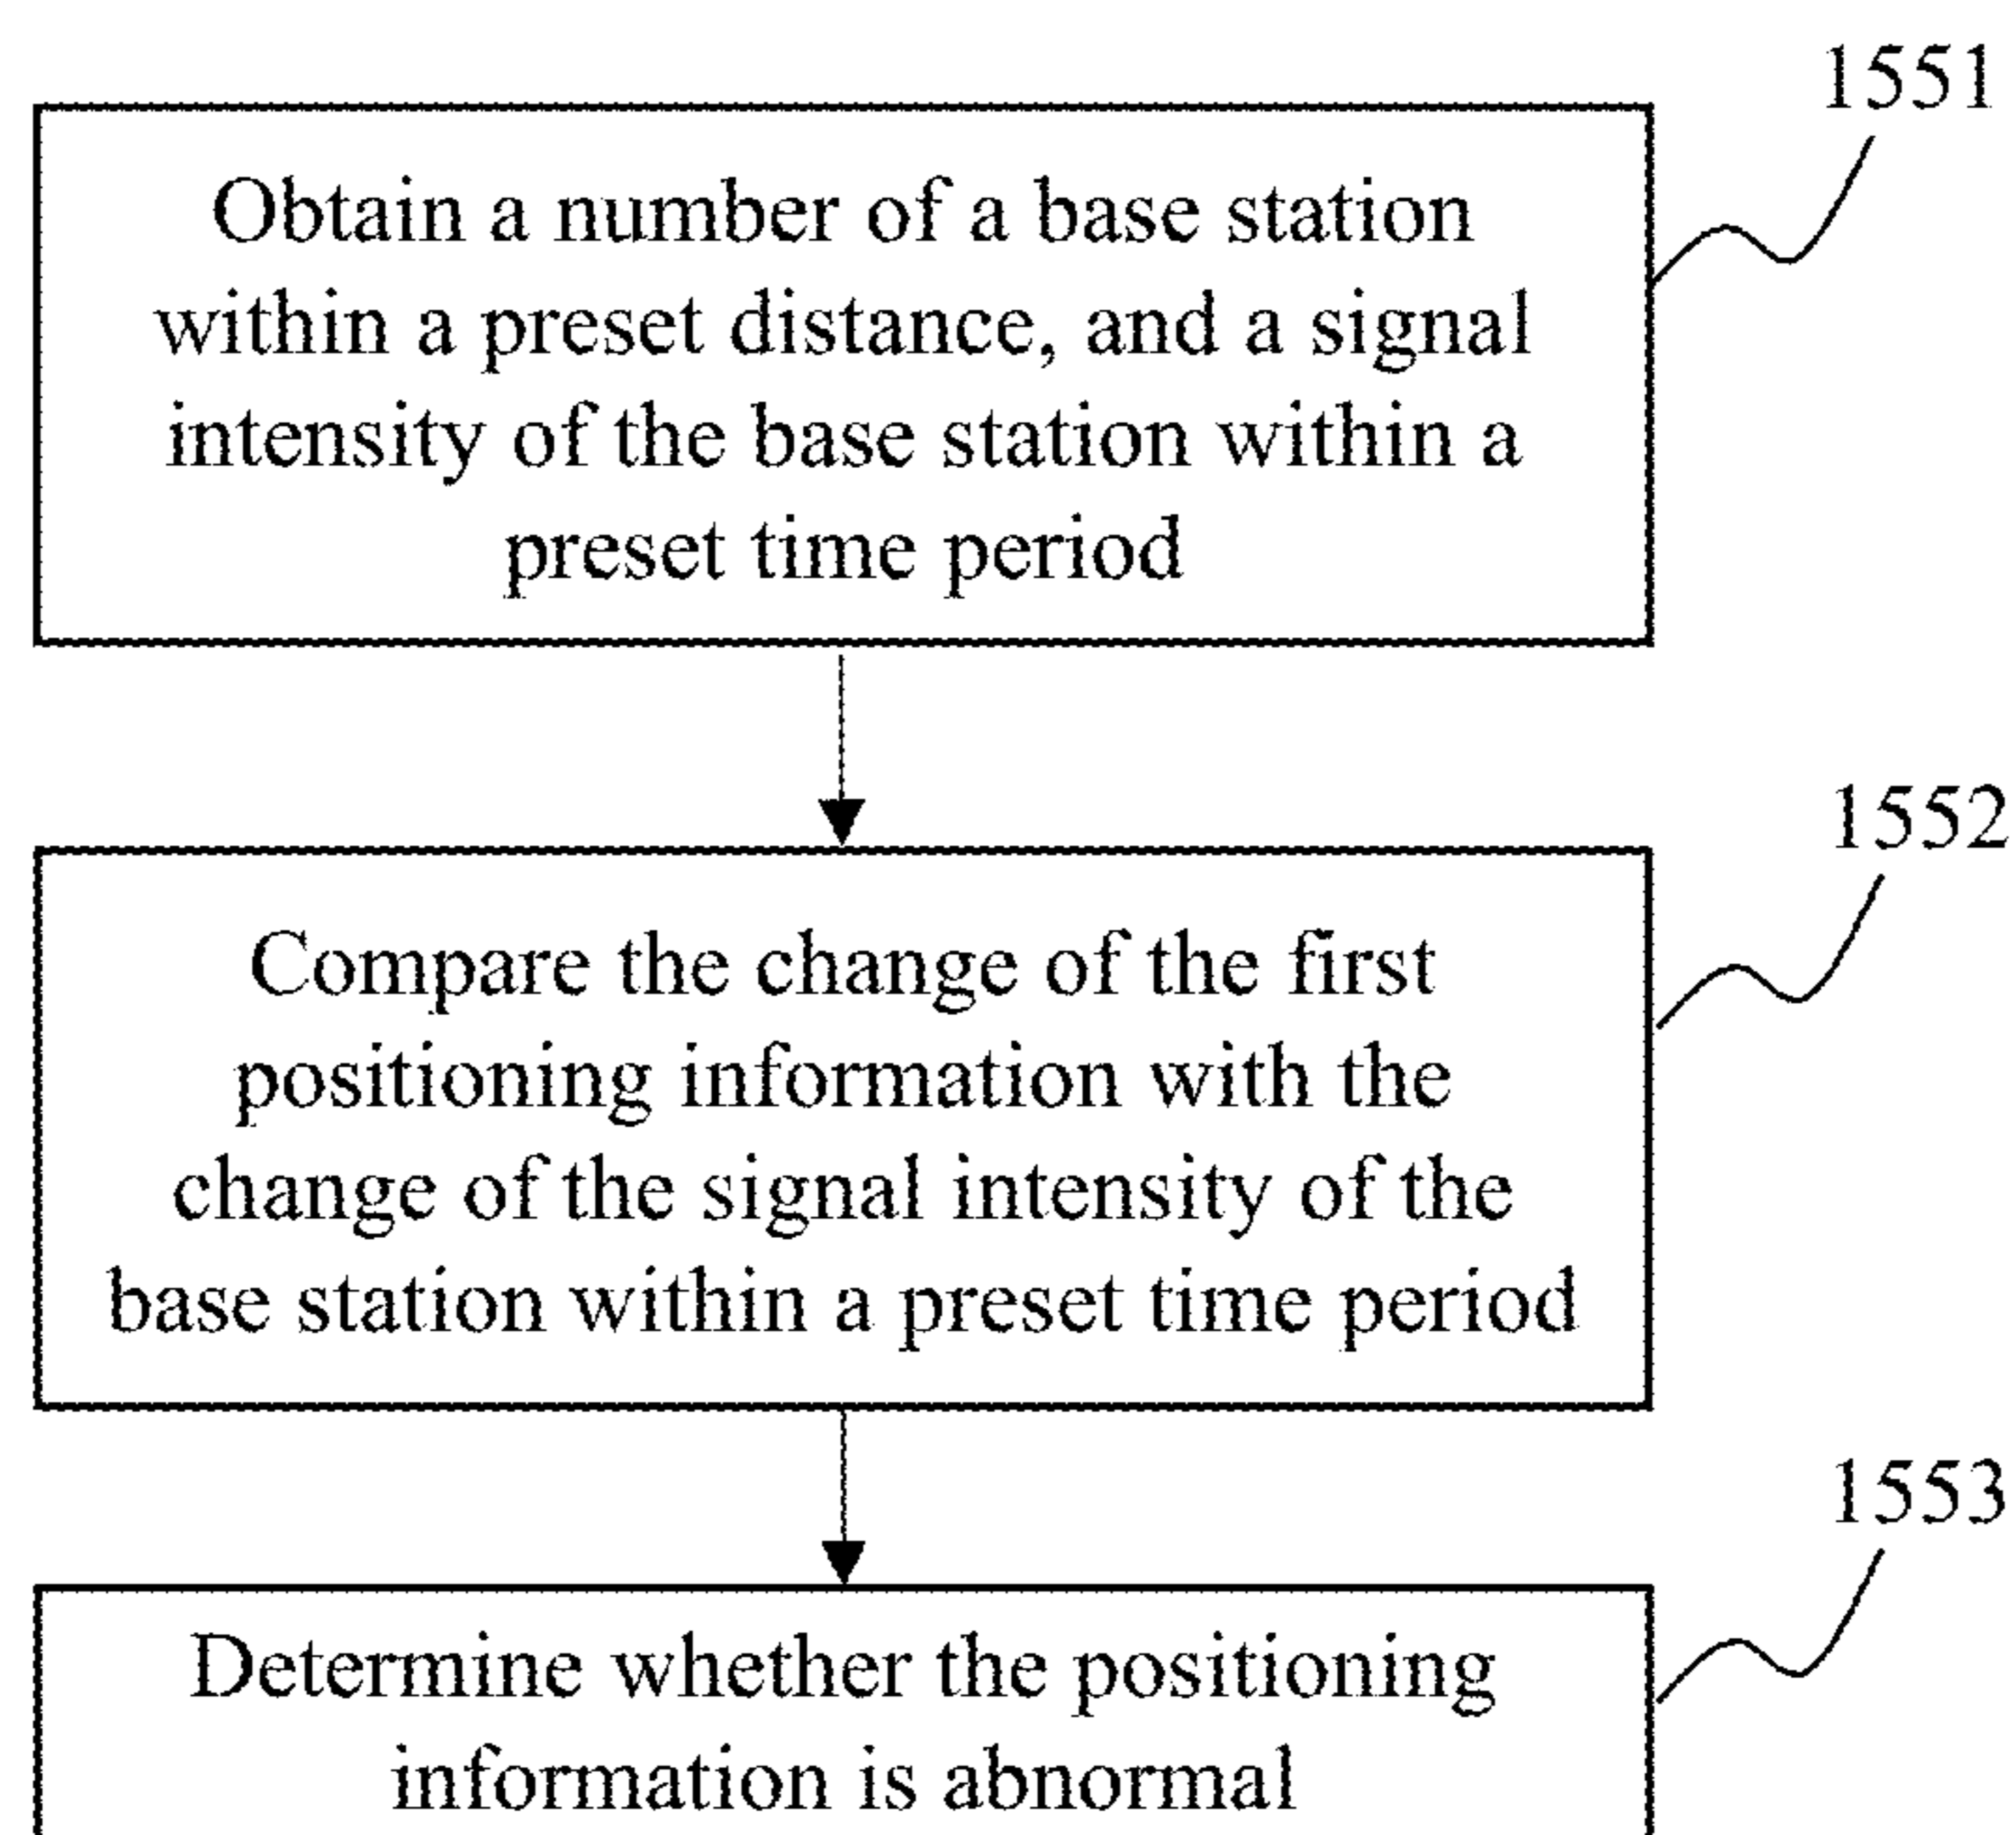 1551
Obtain a number of a base station
within a preset distance, and a signal
intensity of the base station within a
preset time period
1552
Compare the change of the first
positioning information with the
change of the signal intensity of the
base station within a preset time period
1553
Determine whether the positioning
information is abnormal